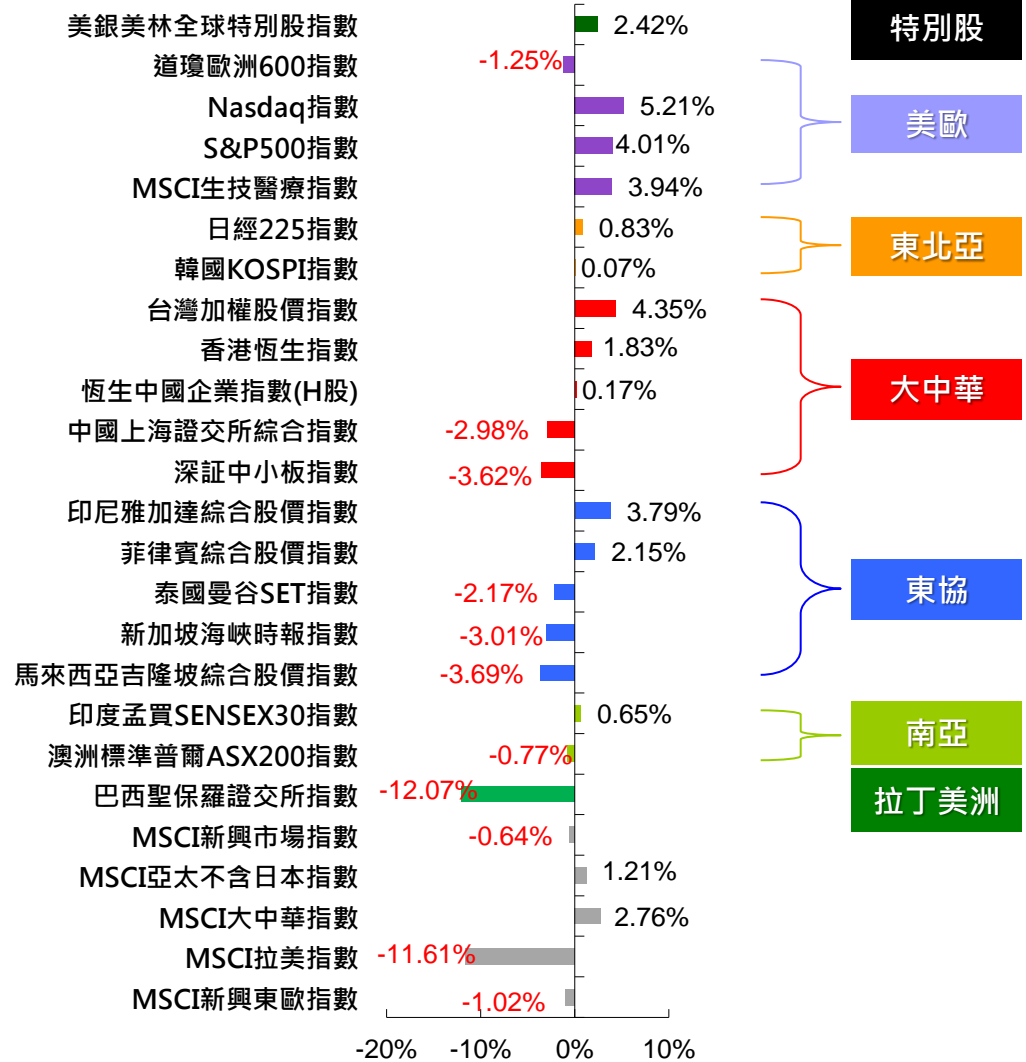 美銀美林全球特別股指數 2.42% 特別股
道瓊歐洲600指數 -1.25%
Nasdaq指數 5.21% 美歐
S&P500指數 4.01%
MSCI生技醫療指數 3.94%
日經225指數 0.83% 東北亞
韓國KOSPI指數 0.07%
台灣加權股價指數 4.35%
香港恆生指數 1.83%
恆生中國企業指數(H股) 0.17% 大中華
中國上海證交所綜合指數 -2.98%
深証中小板指數 -3.62%
印尼雅加達綜合股價指數 3.79%
菲律賓綜合股價指數 2.15%
泰國曼谷SET指數 -2.17% 東協
新加坡海峽時報指數 -3.01%
馬來西亞吉隆坡綜合股價指數 -3.69%
印度孟買SENSEX30指數 0.65% 南亞
澳洲標準普爾ASX200指數 -0.77%
巴西聖保羅證交所指數 -12.07% 拉丁美洲
MSCI新興市場指數 -0.64%
MSCI亞太不含日本指數 1.21%
MSCI大中華指數 2.76%
MSCI拉美指數 -11.61%
MSCI新興東歐指數 -1.02%
-20% -10% 0% 10%